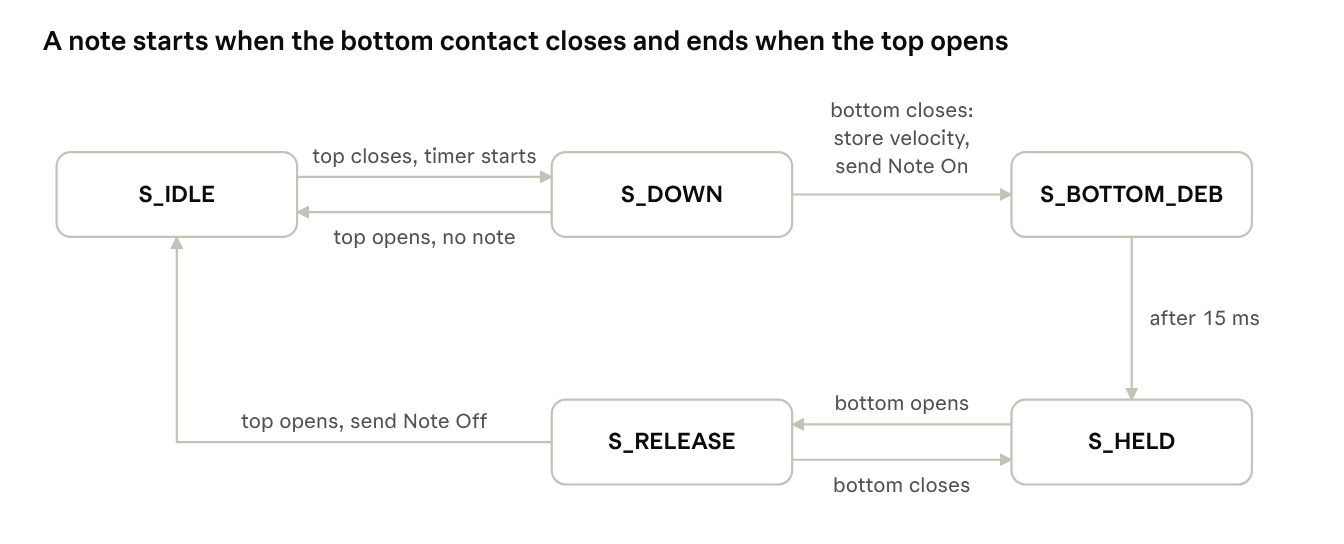 A note starts when the bottom contact closes and ends when the top opens
bottom closes:
store velocity,
send Note On
top closes, timer starts
S_IDLE
S_DOWN
S_BOTTOM_DEB
top opens, no note
after 15 ms
bottom opens
top opens, send Note Off
S_RELEASE
S_HELD
bottom closes